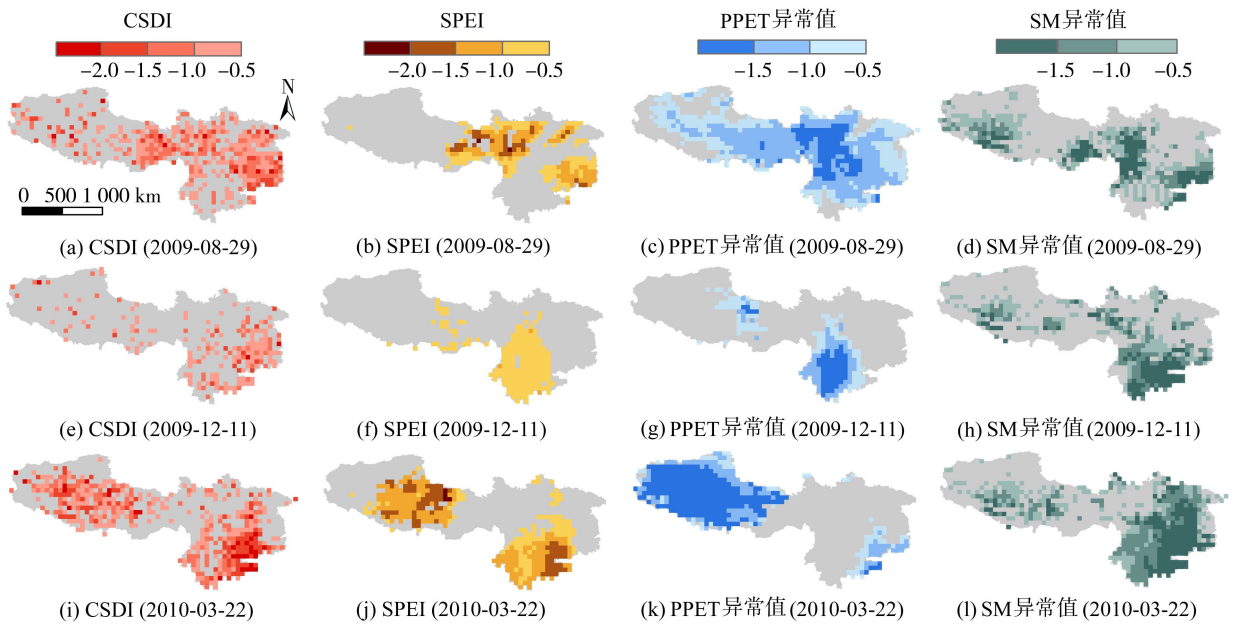 CSDI
SPEI
PPET异常值
SM异常值
−2.0 −1.5 −1.0 −0.5
−2.0 −1.5 −1.0 −0.5
−1.5 −1.0 −0.5
−1.5 −1.0 −0.5
N
0 500 1 000 km
(a) CSDI (2009-08-29)
(b) SPEI (2009-08-29)
(c) PPET异常值 (2009-08-29)
(d) SM异常值 (2009-08-29)
(e) CSDI (2009-12-11)
(f) SPEI (2009-12-11)
(g) PPET异常值 (2009-12-11)
(h) SM异常值 (2009-12-11)
(i) CSDI (2010-03-22)
(j) SPEI (2010-03-22)
(k) PPET异常值 (2010-03-22)
(l) SM异常值 (2010-03-22)